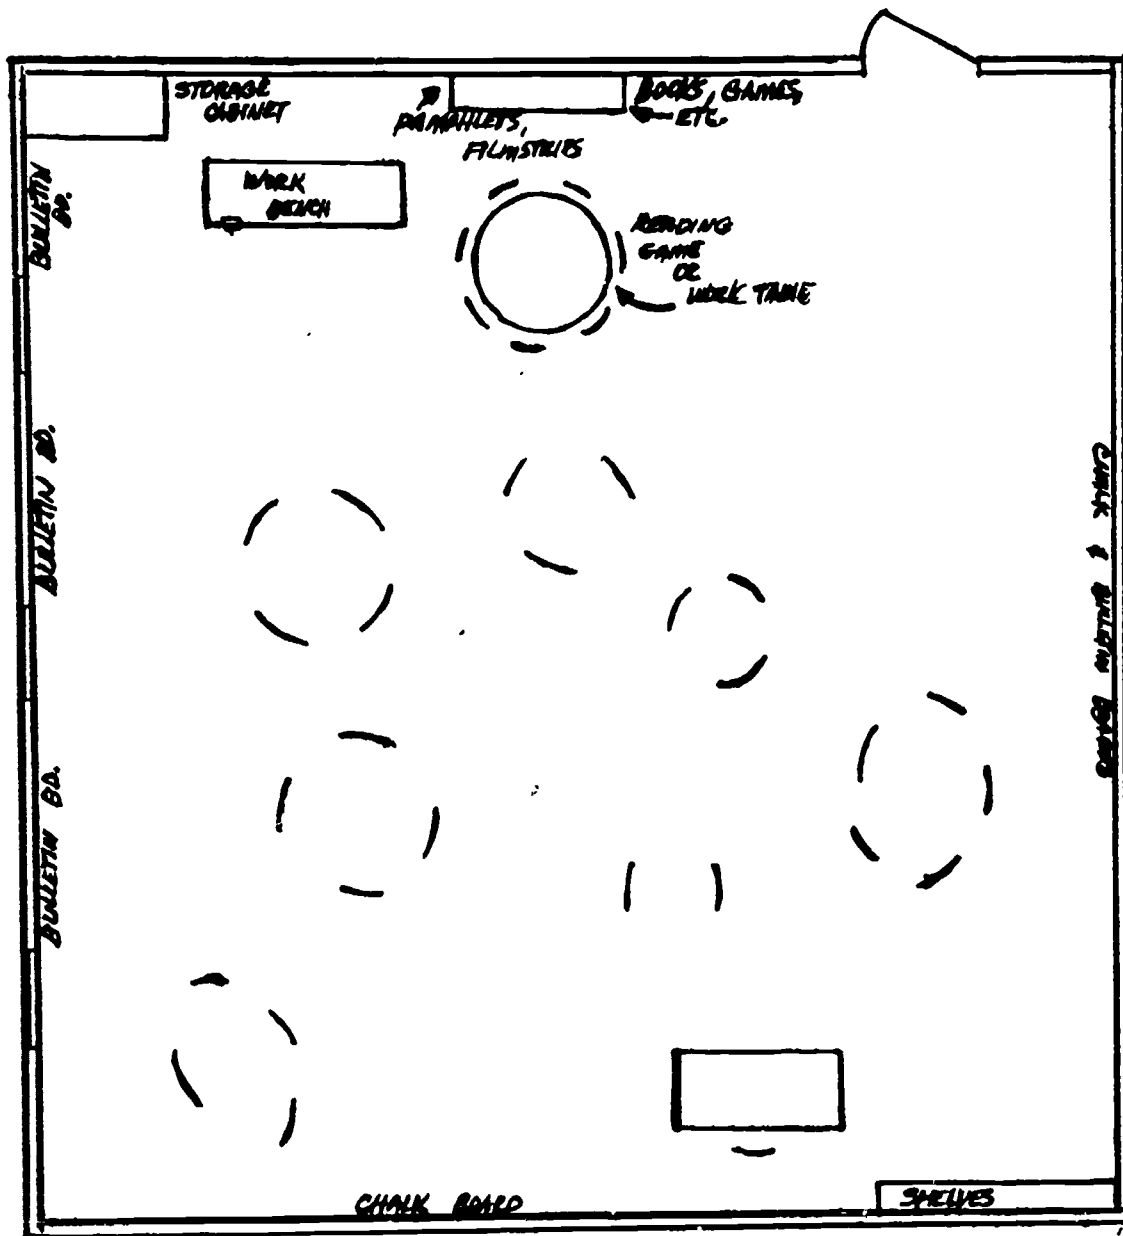 STORAGE
CABINET
PAMPHLETS,
FILMSTRIPS
BOOKS, GAMES,
ETC.
BULLETIN
BD.
WORK
BENCH
READING
GAME
OR
WORK TABLE
BULLETIN BD.
CHALK & BULLETIN BOARDS
BULLETIN BD.
CHALK BOARD
SHELVES